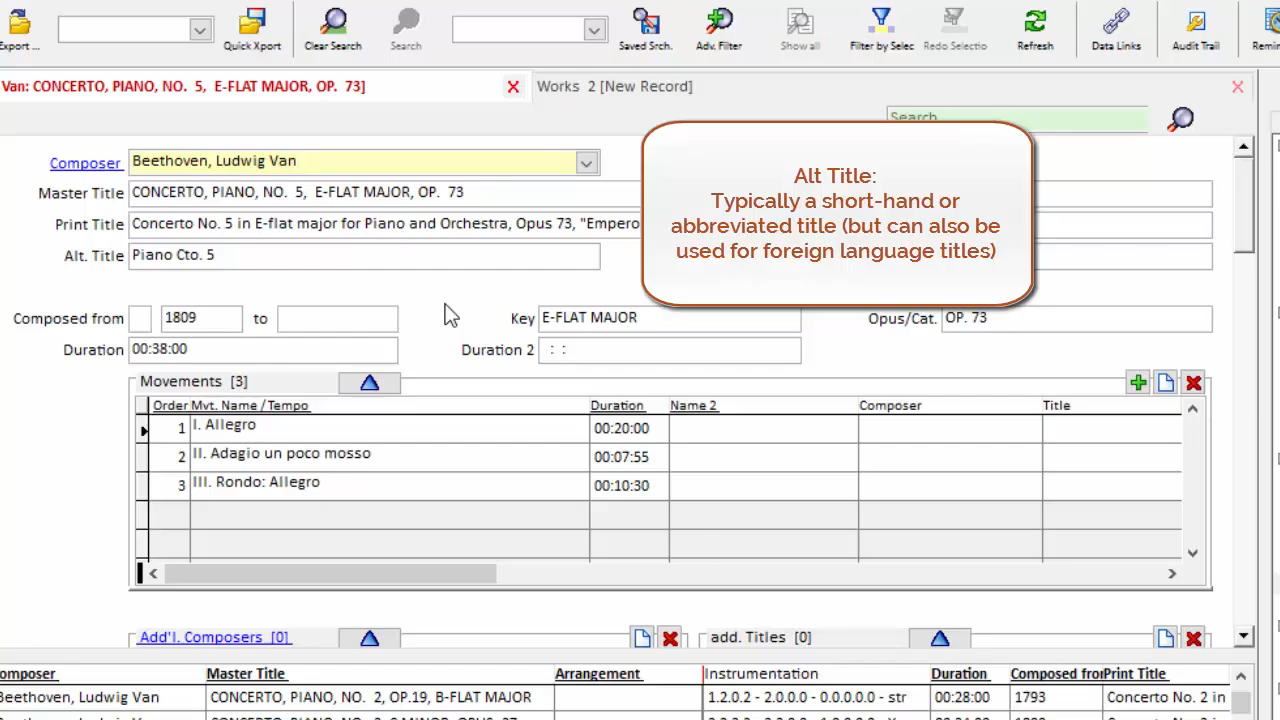 Export ...
Quick Xport
Clear Search
Search
Saved Srch.
Adv. Filter
Show all
Filter by Selec
Redo Selectio
Refresh
Data Links
Audit Trail
Van: CONCERTO, PIANO, NO. 5, E-FLAT MAJOR, OP. 73]
Works 2 [New Record]
Search
Composer Beethoven, Ludwig Van
Master Title CONCERTO, PIANO, NO. 5, E-FLAT MAJOR, OP. 73
Print Title Concerto No. 5 in E-flat major for Piano and Orchestra, Opus 73, "Empero
Alt. Title Piano Cto. 5
Alt Title:
Typically a short-hand or
abbreviated title (but can also be
used for foreign language titles)
Composed from 1809 to Key E-FLAT MAJOR Opus/Cat. OP. 73
Duration 00:38:00 Duration 2 : :
Movements [3]
Order Mvt. Name / Tempo Duration Name 2 Composer Title
1 I. Allegro 00:20:00
2 II. Adagio un poco mosso 00:07:55
3 III. Rondo: Allegro 00:10:30
Add'l. Composers [0] add. Titles [0]
omposer Master Title Arrangement Instrumentation Duration Composed fror Print Title
Beethoven, Ludwig Van CONCERTO, PIANO, NO. 2, OP.19, B-FLAT MAJOR 1.2.0.2 - 2.0.0.0 - 0.0.0.0.0 - str 00:28:00 1793 Concerto No. 2 in